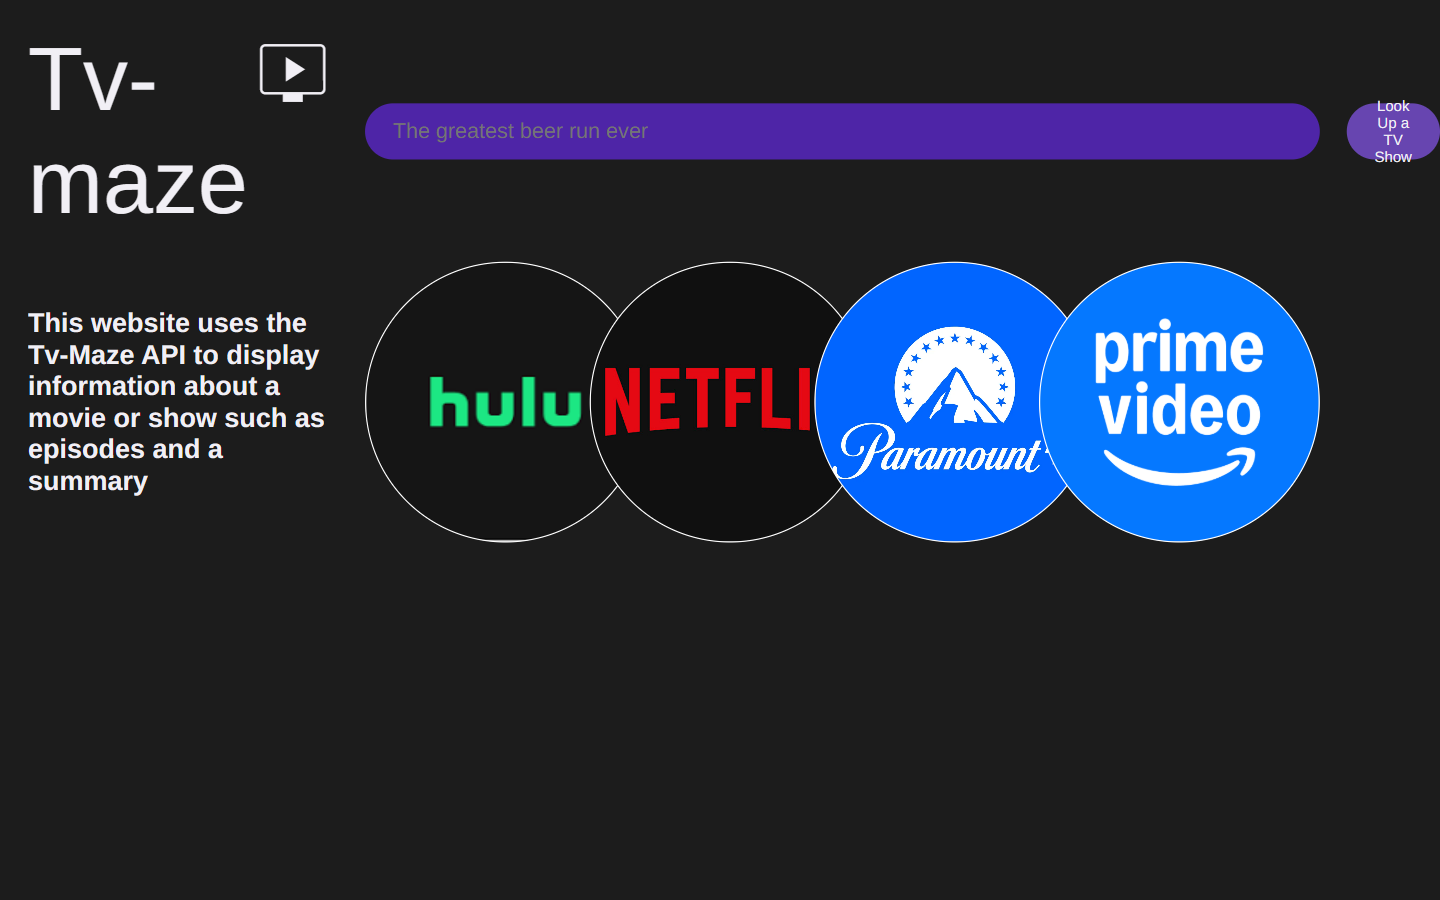 Tv-
maze
The greatest beer run ever
Look
Up a
TV
Show
This website uses the
Tv-Maze API to display
information about a
movie or show such as
episodes and a
summary
hulu
NETFLI
Paramount
prime
video